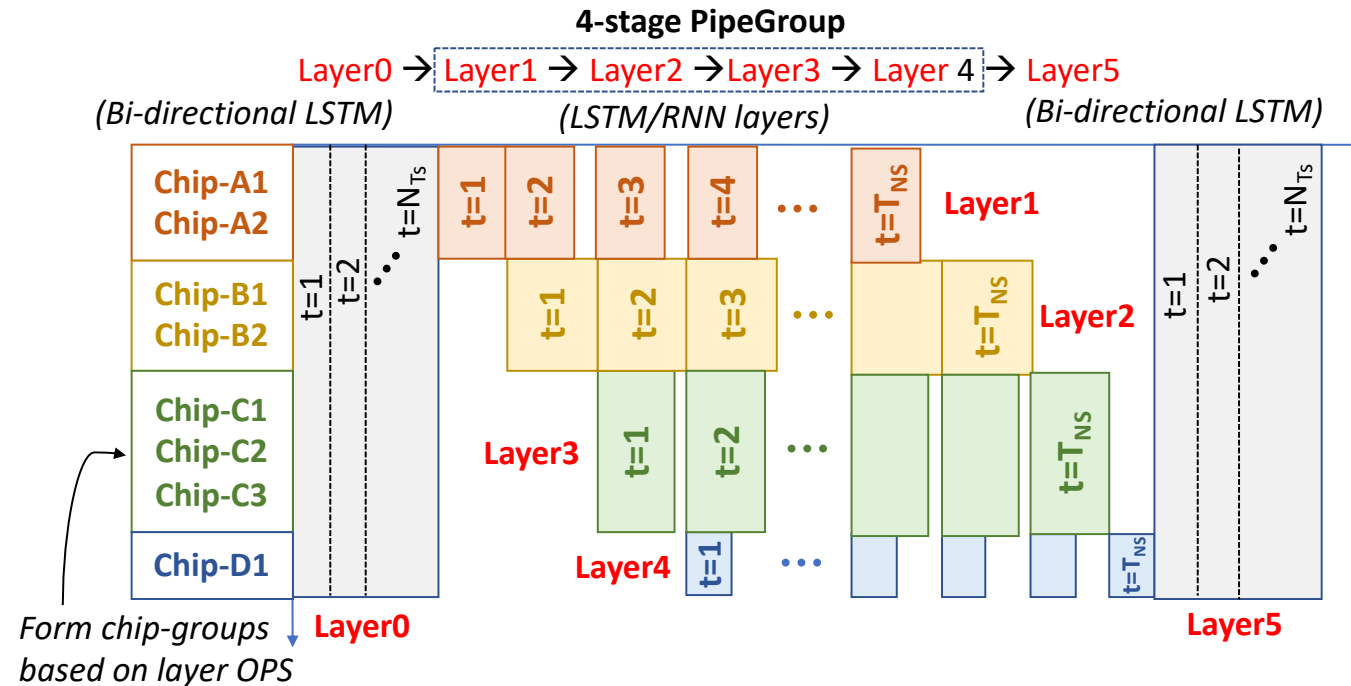 4-stage PipeGroup
Layer0 → Layer1 → Layer2 → Layer3 → Layer 4 → Layer5
(Bi-directional LSTM) (LSTM/RNN layers) (Bi-directional LSTM)
Chip-A1
Chip-A2
Chip-B1
Chip-B2
Chip-C1
Chip-C2
Chip-C3
Chip-D1
t=1
t=2
•••
t=N_Ts
t=1
t=2
t=3
t=4
•••
t=T_NS
Layer1
t=1
t=2
t=3
•••
t=T_NS
Layer2
Layer3
t=1
t=2
•••
t=T_NS
Layer4
t=1
•••
t=T_NS
t=1
t=2
•••
t=N_Ts
Layer0
Layer5
Form chip-groups
based on layer OPS